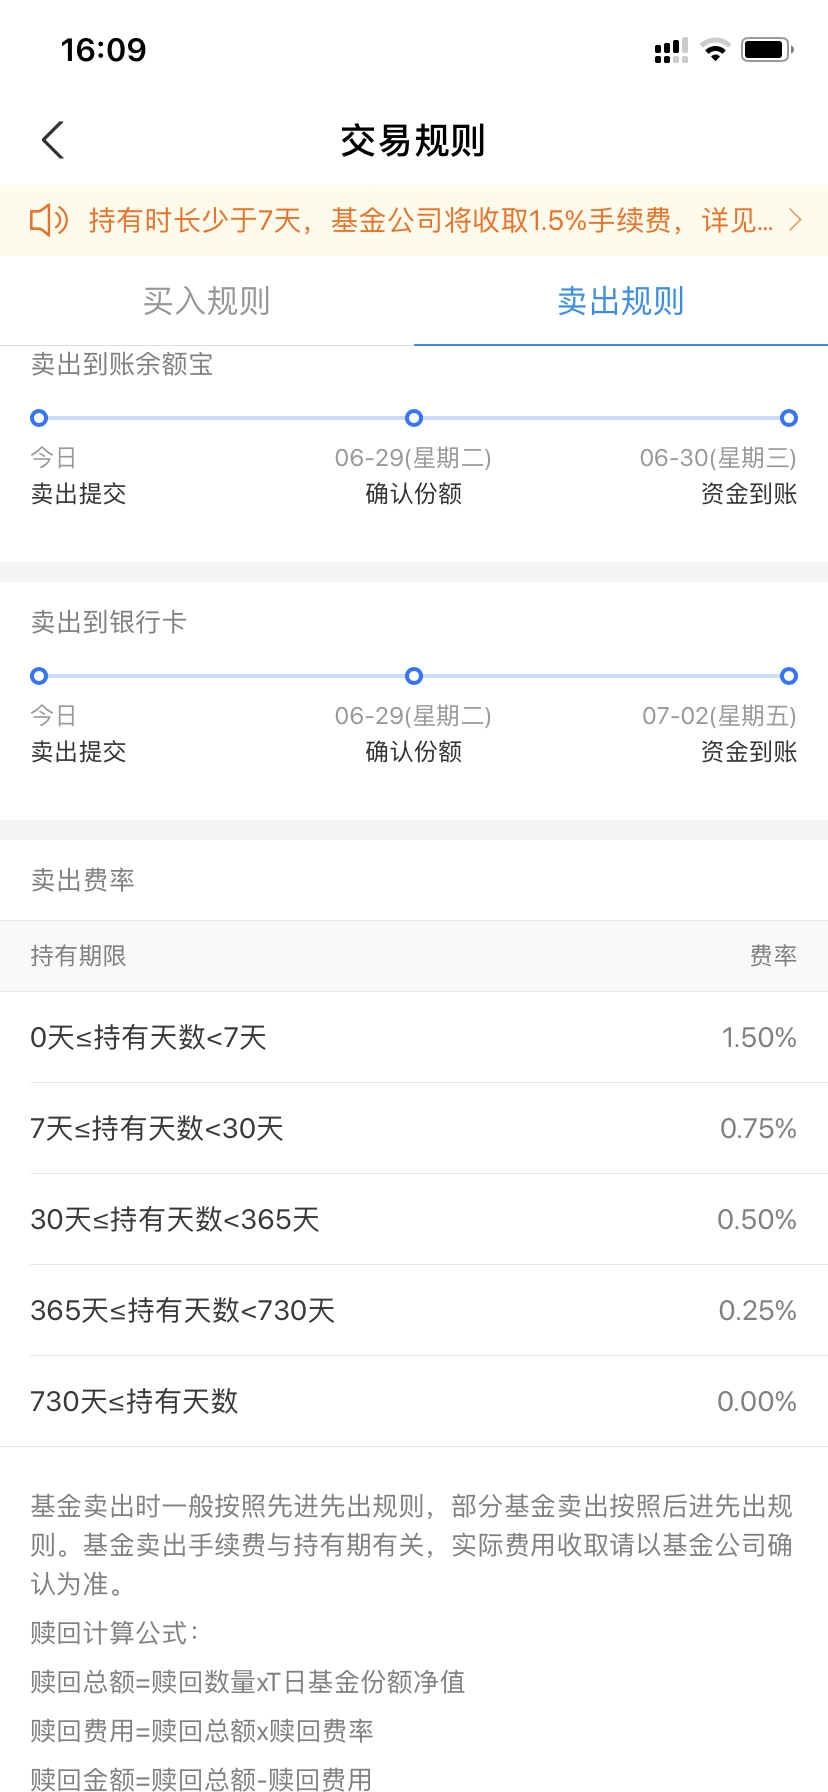 16:09
交易规则
持有时长少于7天，基金公司将收取1.5%手续费，详见...
买入规则 卖出规则
卖出到账余额宝
今日 06-29(星期二) 06-30(星期三)
卖出提交 确认份额 资金到账
卖出到银行卡
今日 06-29(星期二) 07-02(星期五)
卖出提交 确认份额 资金到账
卖出费率
持有期限 费率
0天≤持有天数<7天 1.50%
7天≤持有天数<30天 0.75%
30天≤持有天数<365天 0.50%
365天≤持有天数<730天 0.25%
730天≤持有天数 0.00%
基金卖出时一般按照先进先出规则，部分基金卖出按照后进先出规
则。基金卖出手续费与持有期有关，实际费用收取请以基金公司确
认为准。
赎回计算公式：
赎回总额=赎回数量xT日基金份额净值
赎回费用=赎回总额x赎回费率
赎回金额=赎回总额-赎回费用